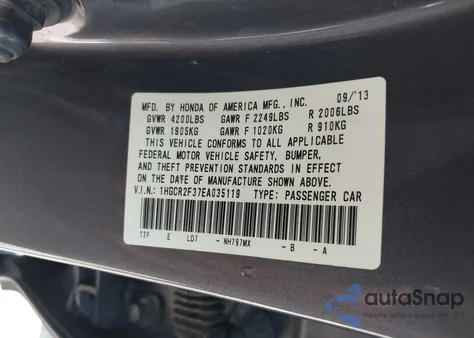 MFD. BY HONDA OF AMERICA MFG., INC. 09/'13
GVWR 4200LBS GAWR F 2249LBS R 2006LBS
GVWR 1905KG GAWR F 1020KG R 910KG
THIS VEHICLE CONFORMS TO ALL APPLICABLE
FEDERAL MOTOR VEHICLE SAFETY, BUMPER,
AND THEFT PREVENTION STANDARDS IN EFFECT
ON THE DATE OF MANUFACTURE SHOWN ABOVE.
V.I.N.: 1HGCR2F37EA035119 TYPE: PASSENGER CAR
T2F E LD7 - NH797MX - B - A
autoSnap